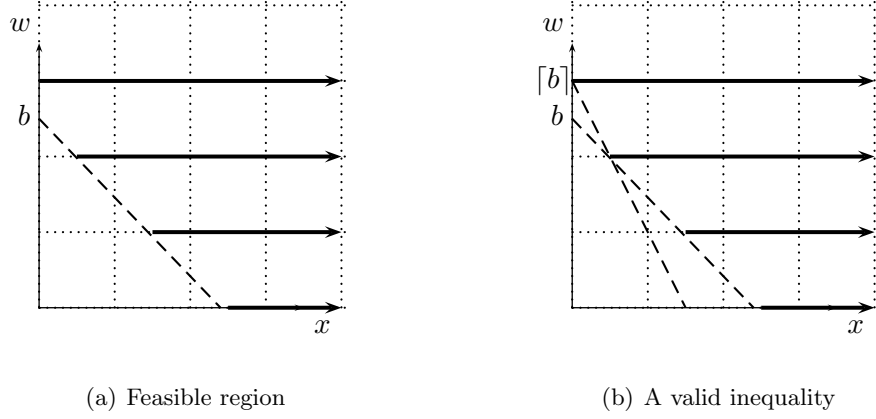 w
b
x
(a) Feasible region
w
⌈b⌉
b
x
(b) A valid inequality